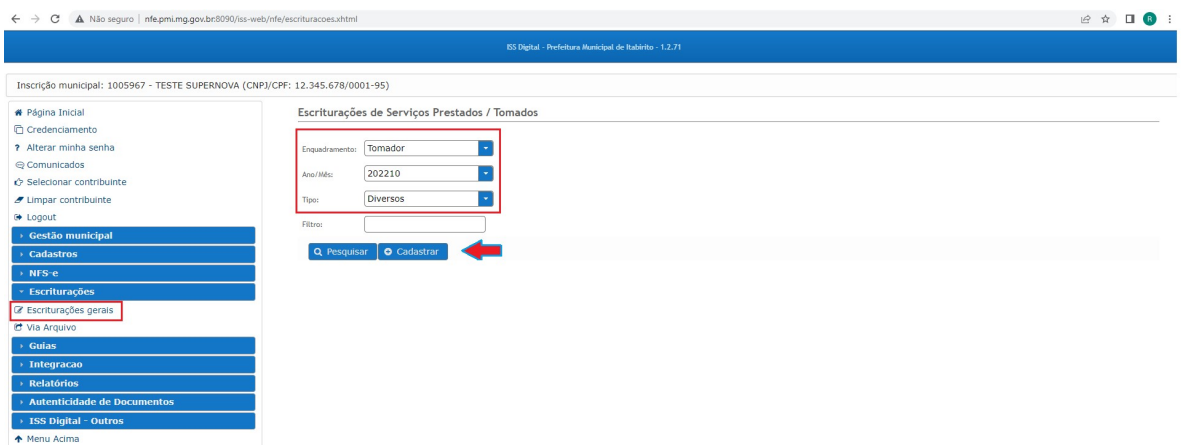 Não seguro | nfe.pmi.mg.gov.br:8090/iss-web/nfe/escrituracoes.xhtml
R
ISS Digital - Prefeitura Municipal de Itabirito - 1.2.71
Inscrição municipal: 1005967 - TESTE SUPERNOVA (CNPJ/CPF: 12.345.678/0001-95)
Página Inicial
Credenciamento
Alterar minha senha
Comunicados
Selecionar contribuinte
Limpar contribuinte
Logout
Gestão municipal
Cadastros
NFS-e
Escriturações
Escriturações gerais
Via Arquivo
Guias
Integracao
Relatórios
Autenticidade de Documentos
ISS Digital - Outros
Menu Acima
Escriturações de Serviços Prestados / Tomados
Enquadramento: Tomador
Ano/Mês: 202210
Tipo: Diversos
Filtro:
Pesquisar Cadastrar